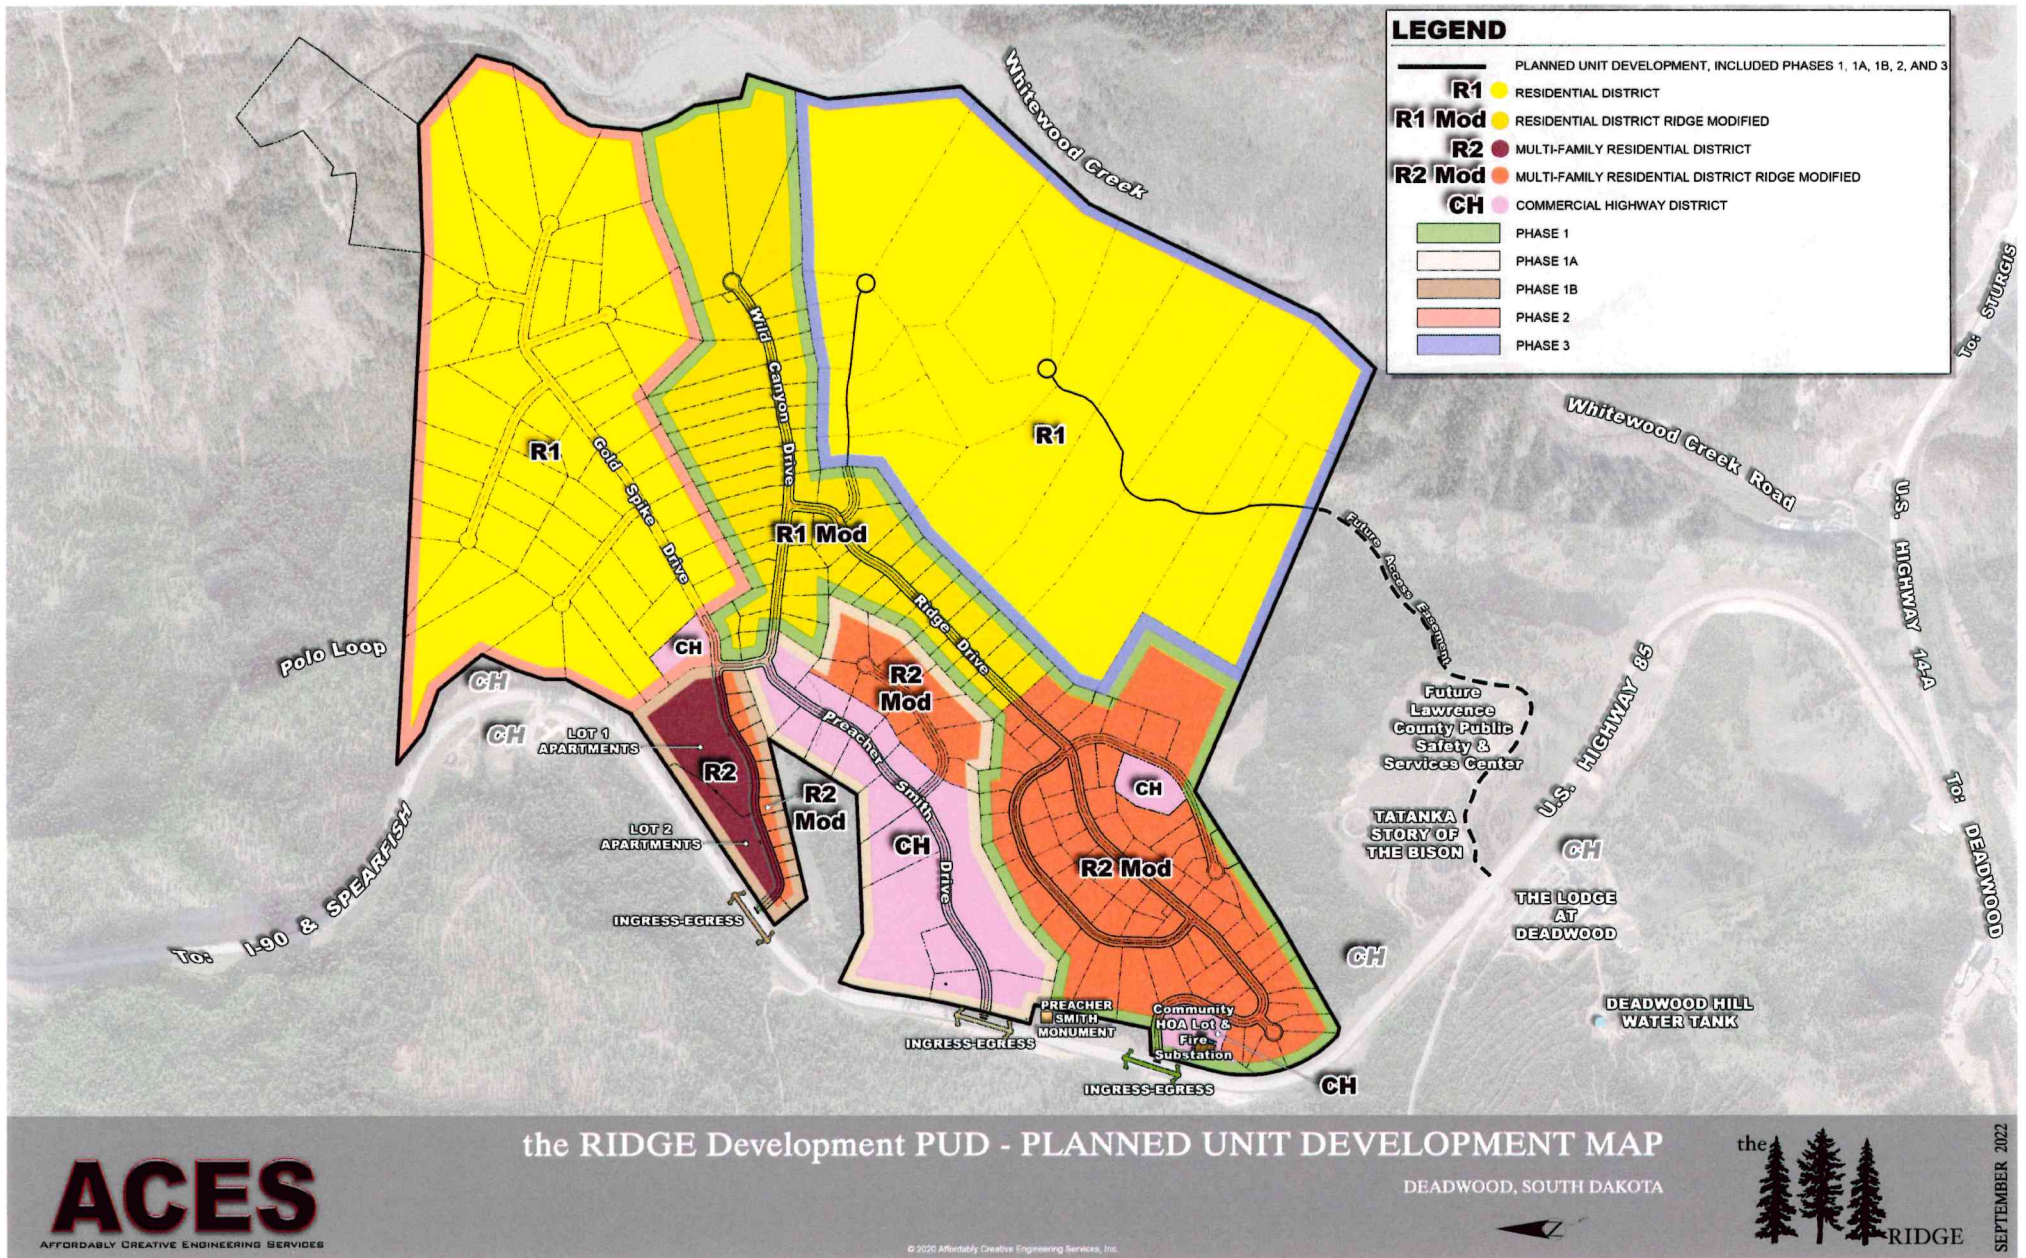 LEGEND
PLANNED UNIT DEVELOPMENT, INCLUDED PHASES 1, 1A, 1B, 2, AND 3
R1 RESIDENTIAL DISTRICT
R1 Mod RESIDENTIAL DISTRICT RIDGE MODIFIED
R2 MULTI-FAMILY RESIDENTIAL DISTRICT
R2 Mod MULTI-FAMILY RESIDENTIAL DISTRICT RIDGE MODIFIED
CH COMMERCIAL HIGHWAY DISTRICT
PHASE 1
PHASE 1A
PHASE 1B
PHASE 2
PHASE 3
Whitewood Creek
To: STURGIS
Wild Canyon Drive
Whitewood Creek Road
R1
R1
Gold Spike Drive
U.S. HIGHWAY 14-A
R1 Mod
Future Access Easement
Ridge Drive
Polo Loop
CH
CH
CH
R2
Mod
U.S. HIGHWAY 85
Future
Lawrence
County Public
Safety &
Services Center
LOT 1
APARTMENTS
Preacher Smith Drive
R2
R2
Mod
CH
TATANKA
STORY OF
THE BISON
LOT 2
APARTMENTS
CH
CH
R2 Mod
To: DEADWOOD
To: I-90 & SPEARFISH
INGRESS-EGRESS
THE LODGE
AT
DEADWOOD
CH
PREACHER
SMITH
MONUMENT
Community
HOA Lot &
Fire
Substation
DEADWOOD HILL
WATER TANK
INGRESS-EGRESS
INGRESS-EGRESS
CH
the RIDGE Development PUD - PLANNED UNIT DEVELOPMENT MAP
DEADWOOD, SOUTH DAKOTA
ACES
AFFORDABLY CREATIVE ENGINEERING SERVICES
© 2020 Affordably Creative Engineering Services, Inc.
Z
the
RIDGE
SEPTEMBER 2022